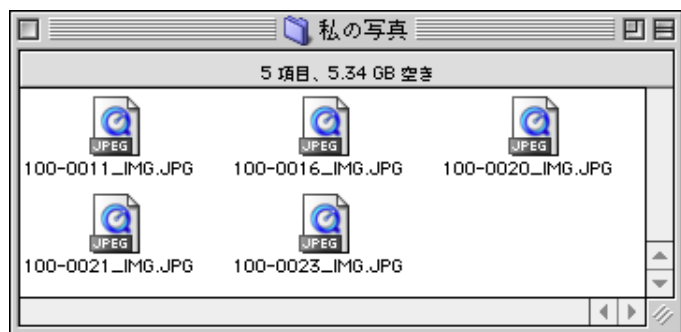 私の写真
5 項目、5.34 GB 空き
JPEG JPEG JPEG
100-0011_IMG.JPG 100-0016_IMG.JPG 100-0020_IMG.JPG
JPEG JPEG
100-0021_IMG.JPG 100-0023_IMG.JPG